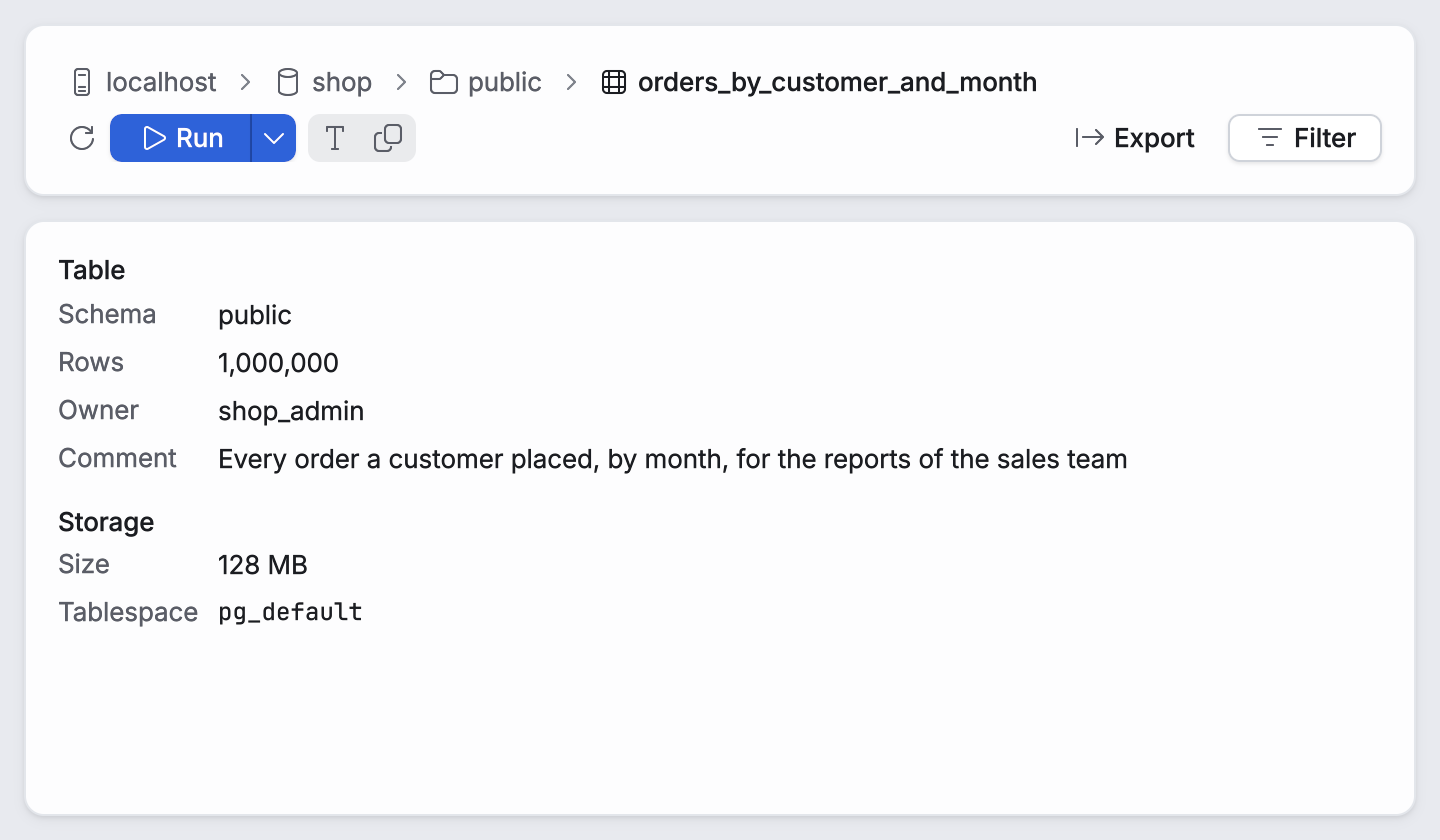 localhost shop public orders_by_customer_and_month
Run Export Filter
Table
Schema public
Rows 1,000,000
Owner shop_admin
Comment Every order a customer placed, by month, for the reports of the sales team
Storage
Size 128 MB
Tablespace pg_default